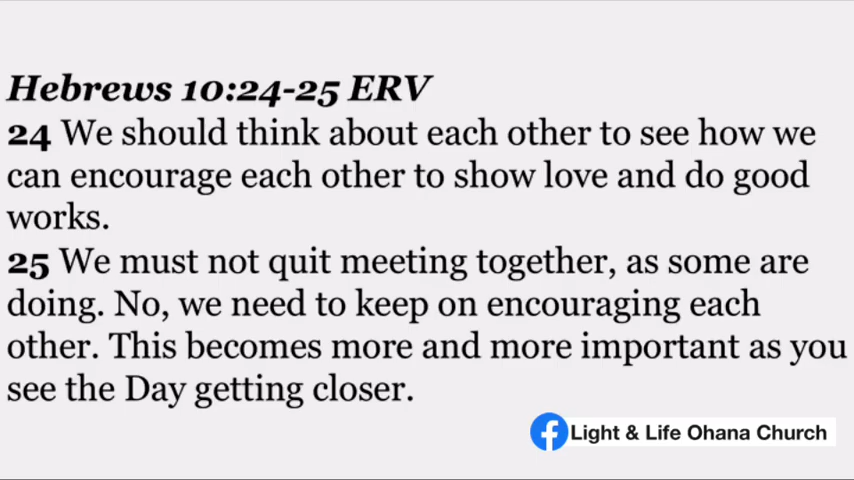 Hebrews 10:24-25 ERV
24 We should think about each other to see how we
can encourage each other to show love and do good
works.
25 We must not quit meeting together, as some are
doing. No, we need to keep on encouraging each
other. This becomes more and more important as you
see the Day getting closer.
Light & Life Ohana Church